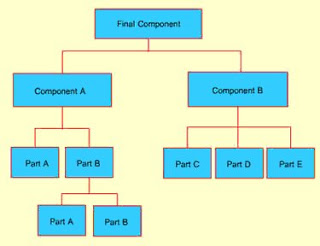 Final Component
Component A
Component B
Part A
Part B
Part C
Part D
Part E
Part A
Part B